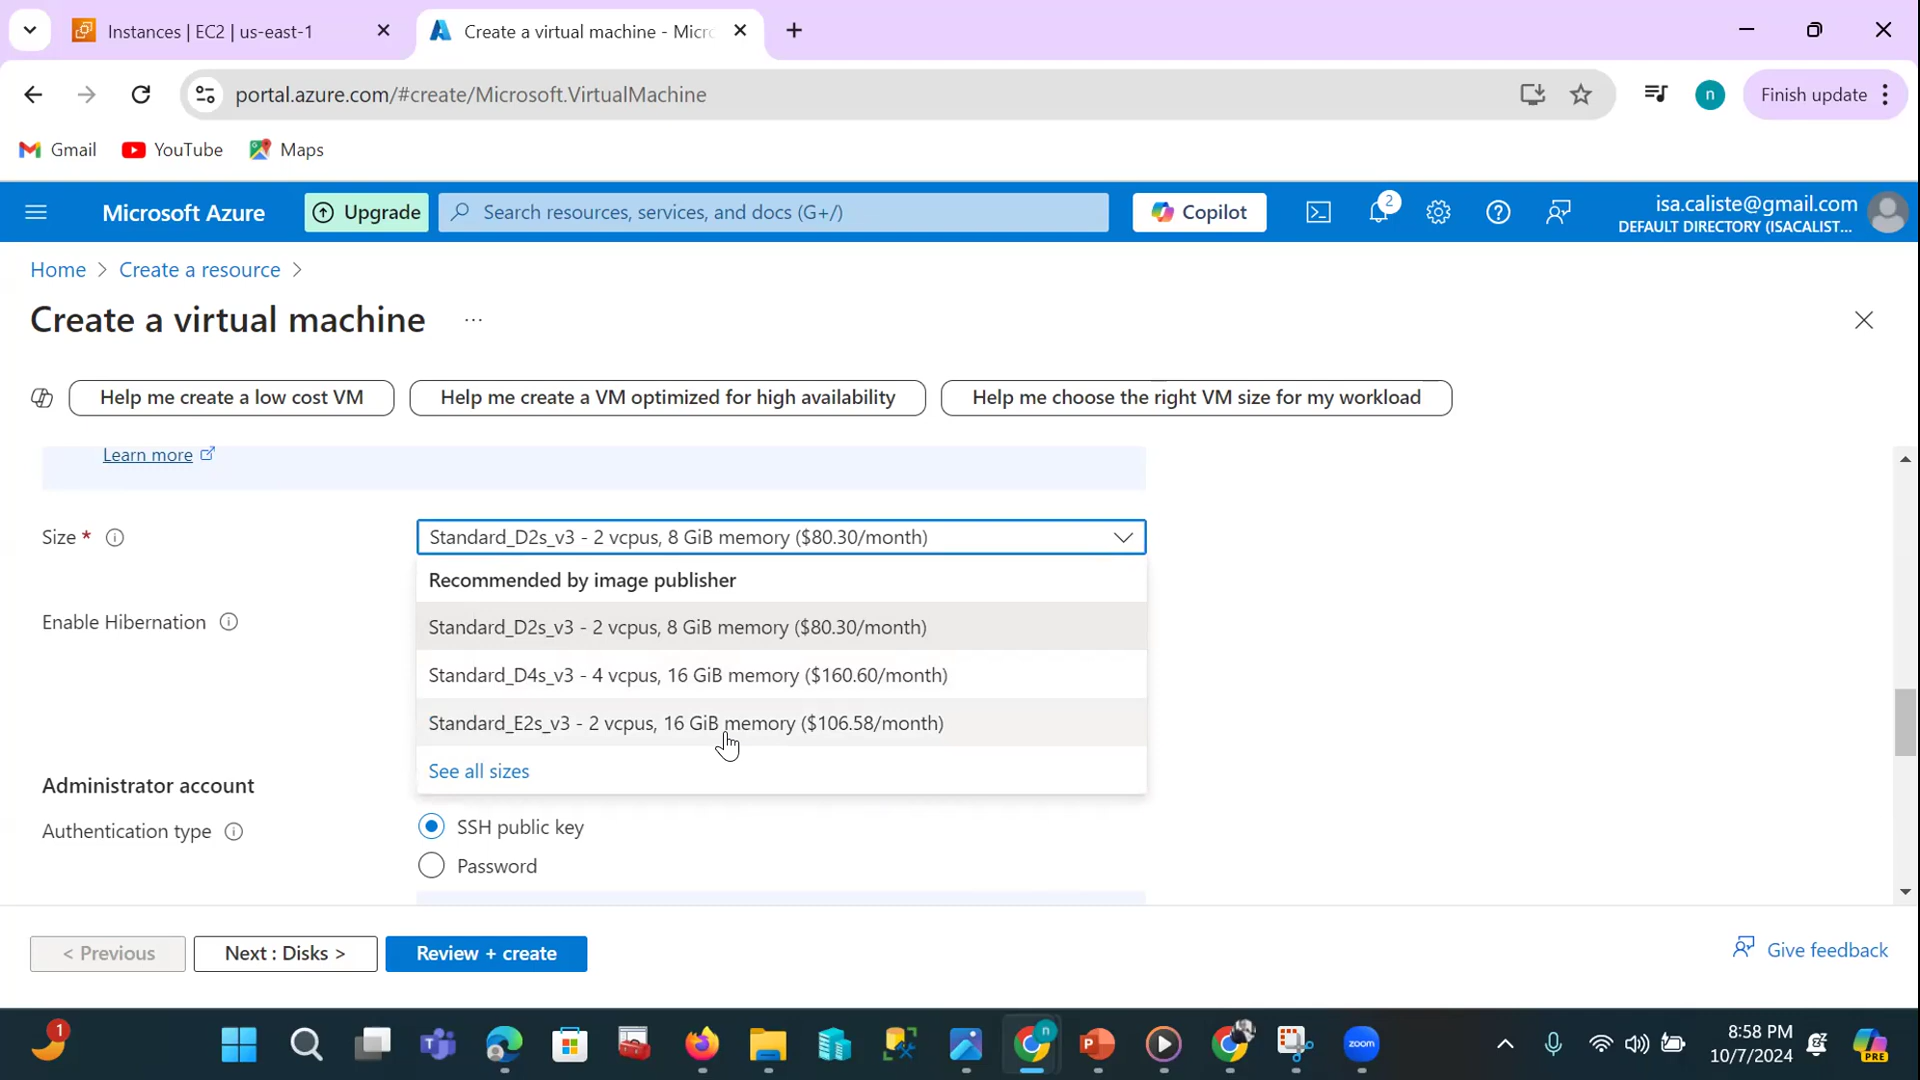 Instances | EC2 | us-east-1
Create a virtual machine - Micr
portal.azure.com/#create/Microsoft.VirtualMachine
n
Finish update
Gmail
YouTube
Maps
Microsoft Azure
Upgrade
Search resources, services, and docs (G+/)
Copilot
2
isa.caliste@gmail.com
DEFAULT DIRECTORY (ISACALIST...
Home
Create a resource
Create a virtual machine
...
Help me create a low cost VM
Help me create a VM optimized for high availability
Help me choose the right VM size for my workload
Learn more
Size *
Standard_D2s_v3 - 2 vcpus, 8 GiB memory ($80.30/month)
Recommended by image publisher
Enable Hibernation
Standard_D2s_v3 - 2 vcpus, 8 GiB memory ($80.30/month)
Standard_D4s_v3 - 4 vcpus, 16 GiB memory ($160.60/month)
Standard_E2s_v3 - 2 vcpus, 16 GiB memory ($106.58/month)
See all sizes
Administrator account
Authentication type
SSH public key
Password
< Previous
Next : Disks >
Review + create
Give feedback
1
n
zoom
8:58 PM
10/7/2024
PRE